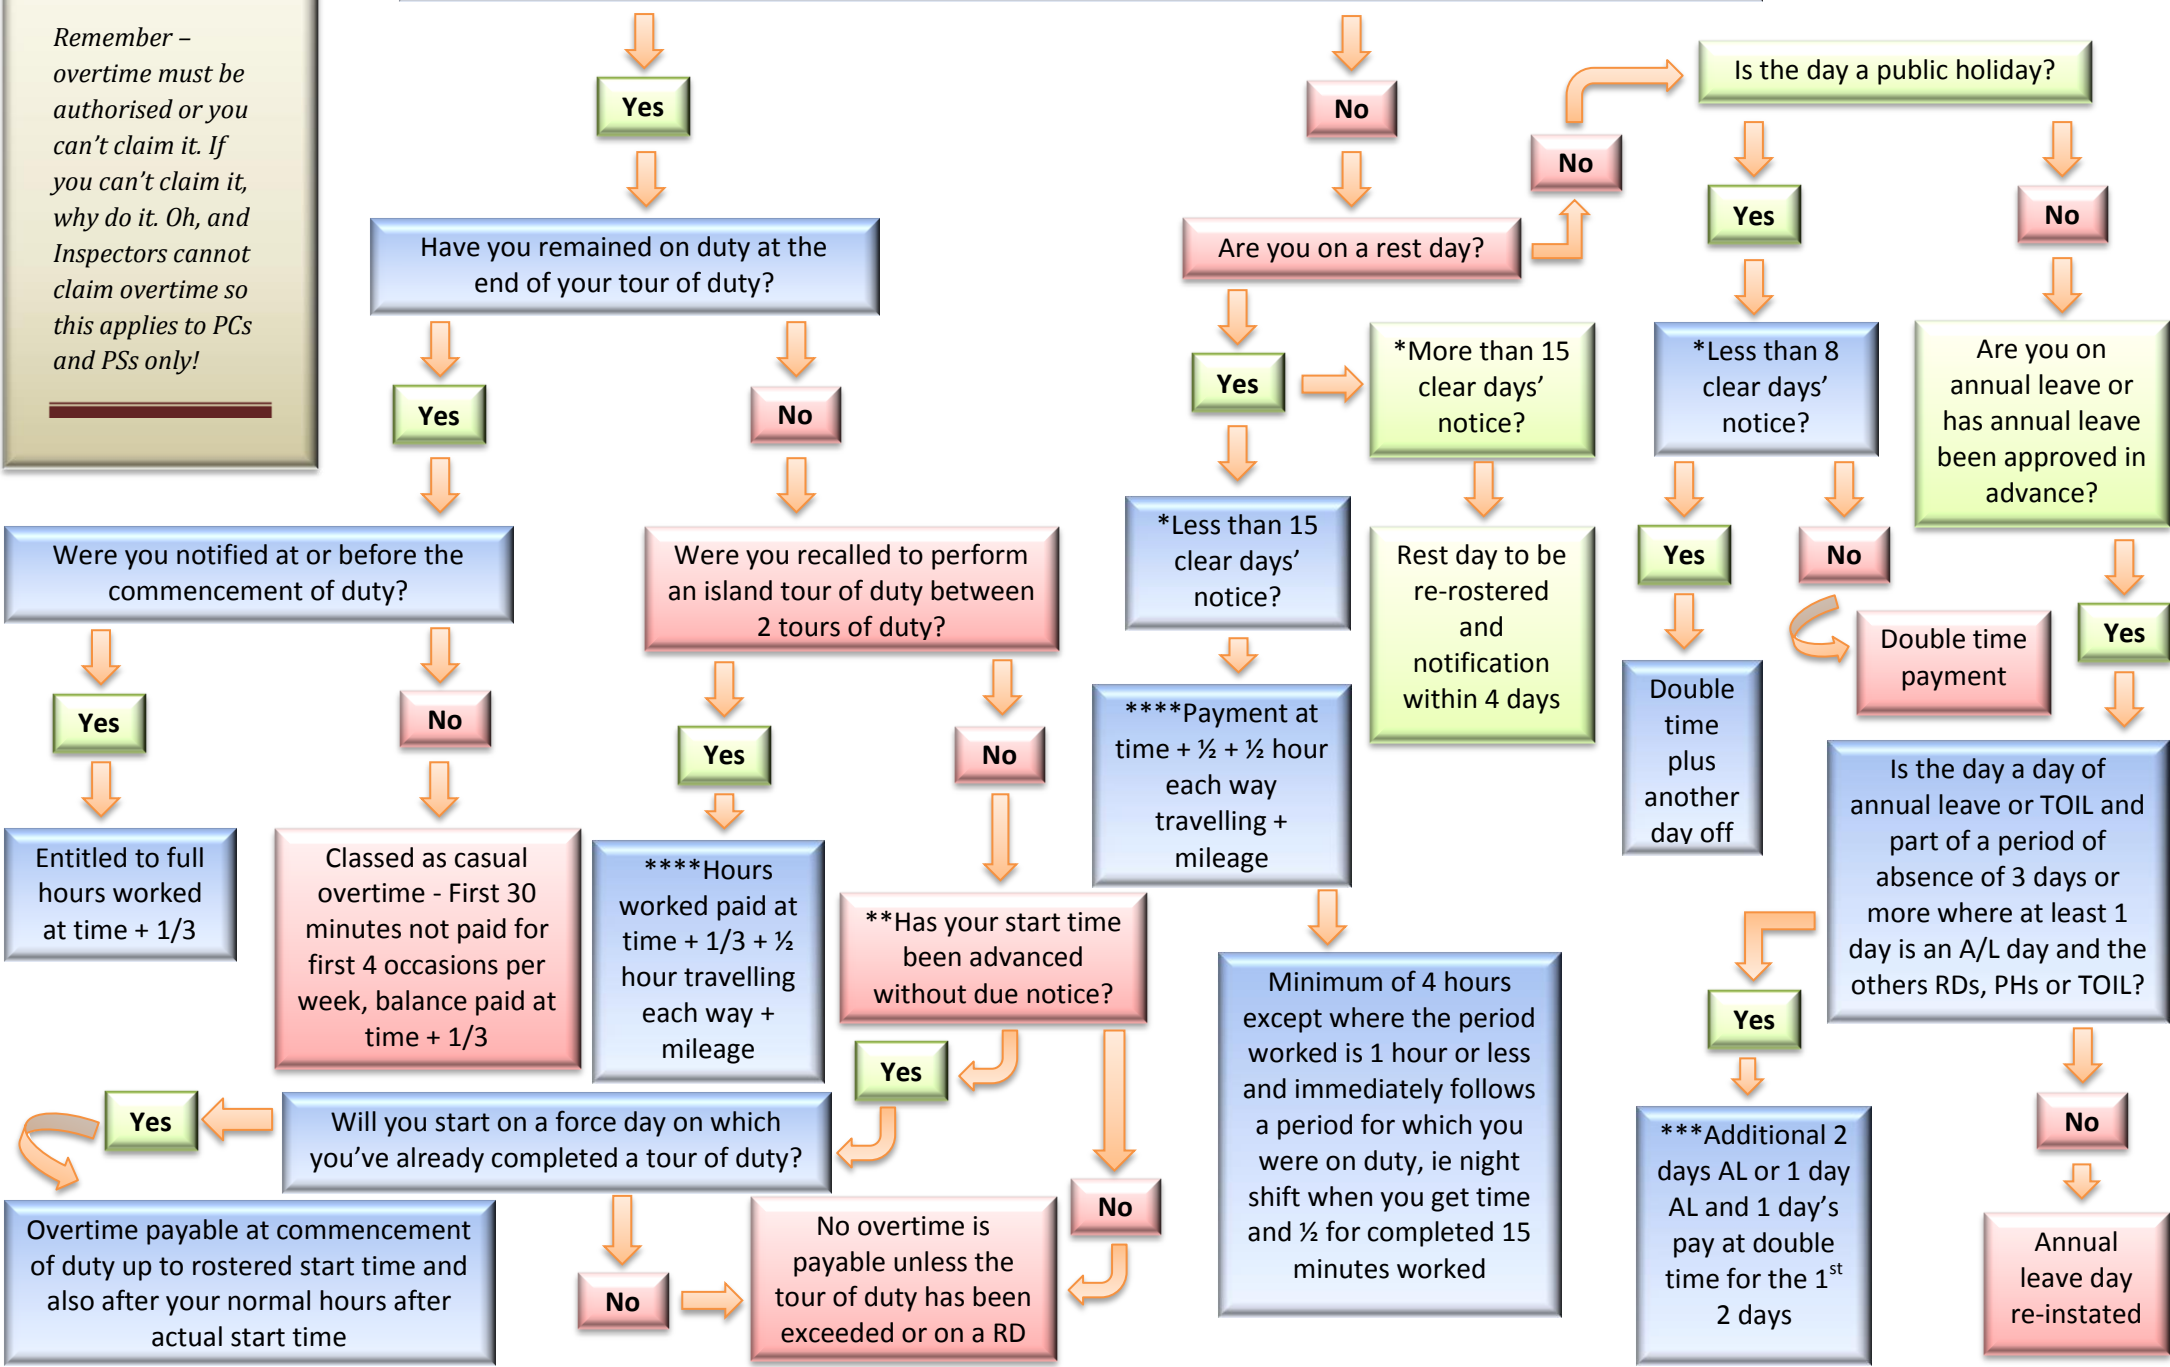 Remember –
overtime must be
authorised or you
can't claim it. If
you can't claim it,
why do it. Oh, and
Inspectors cannot
claim overtime so
this applies to PCs
and PSs only!
Yes
No
Is the day a public holiday?
No
Yes
No
Have you remained on duty at the
end of your tour of duty?
Are you on a rest day?
Yes
No
Yes
*More than 15
clear days'
notice?
*Less than 8
clear days'
notice?
Are you on
annual leave or
has annual leave
been approved in
advance?
Were you notified at or before the
commencement of duty?
Were you recalled to perform
an island tour of duty between
2 tours of duty?
*Less than 15
clear days'
notice?
Rest day to be
re-rostered
and
notification
within 4 days
Yes
No
Yes
Double time
payment
Double
time
plus
another
day off
Yes
No
Yes
No
****Payment at
time + ½ + ½ hour
each way
travelling +
mileage
Is the day a day of
annual leave or TOIL and
part of a period of
absence of 3 days or
more where at least 1
day is an A/L day and the
others RDs, PHs or TOIL?
Entitled to full
hours worked
at time + 1/3
Classed as casual
overtime - First 30
minutes not paid for
first 4 occasions per
week, balance paid at
time + 1/3
****Hours
worked paid at
time + 1/3 + ½
hour travelling
each way +
mileage
**Has your start time
been advanced
without due notice?
Minimum of 4 hours
except where the period
worked is 1 hour or less
and immediately follows
a period for which you
were on duty, ie night
shift when you get time
and ½ for completed 15
minutes worked
Yes
Yes
Yes
Will you start on a force day on which
you've already completed a tour of duty?
***Additional 2
days AL or 1 day
AL and 1 day's
pay at double
time for the 1st
2 days
No
Overtime payable at commencement
of duty up to rostered start time and
also after your normal hours after
actual start time
No
No overtime is
payable unless the
tour of duty has been
exceeded or on a RD
No
Annual
leave day
re-instated